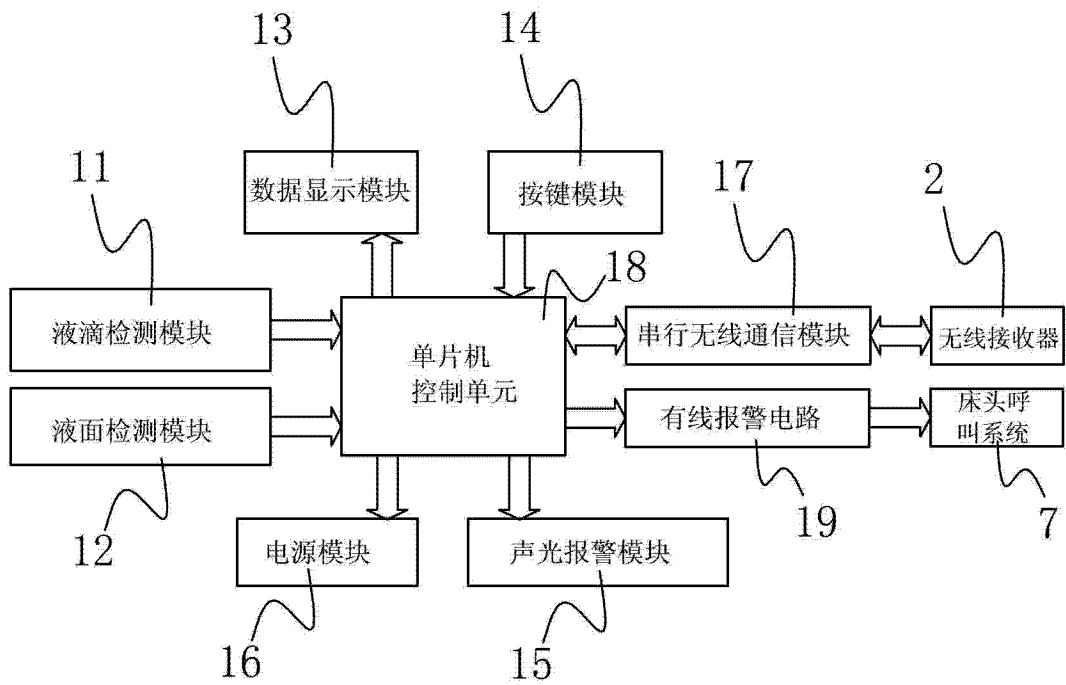 13
14
11
数据显示模块
按键模块
17
2
18
液滴检测模块
单片机
控制单元
串行无线通信模块
无线接收器
液面检测模块
有线报警电路
床头呼
叫系统
12
电源模块
声光报警模块
19
7
16
15